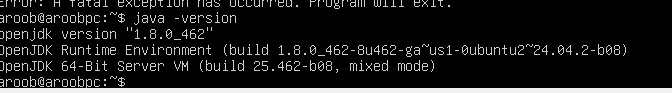 Error: A fatal exception has occurred. Program will exit.
aroob@aroobpc:~$ java -version
openjdk version "1.8.0_462"
OpenJDK Runtime Environment (build 1.8.0_462-8u462-ga~us1-0ubuntu2~24.04.2-b08)
OpenJDK 64-Bit Server VM (build 25.462-b08, mixed mode)
aroob@aroobpc:~$